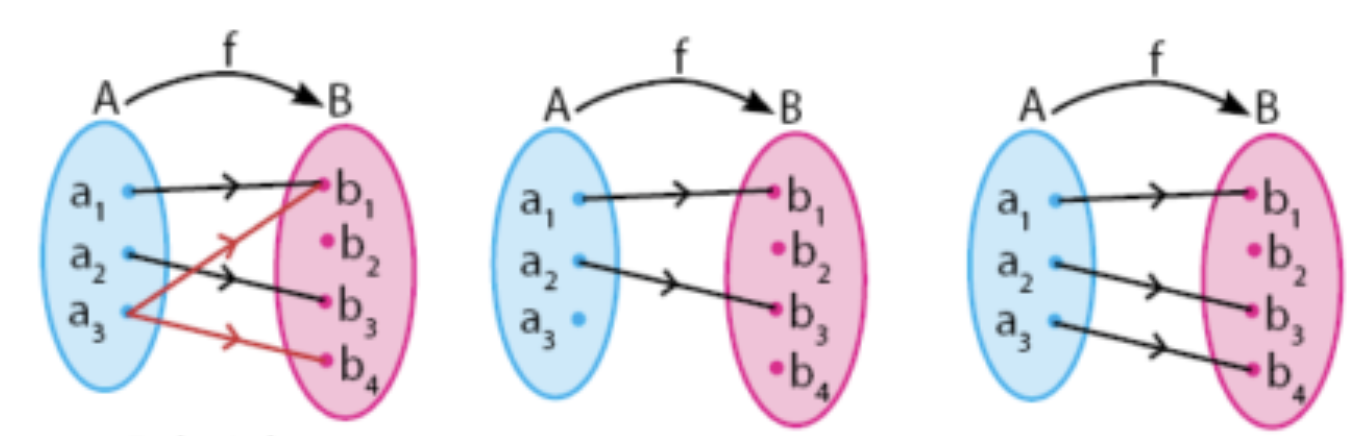 f f f
A B A B A B
a₁ b₁ a₁ b₁ a₁ b₁
a₂ b₂ a₂ b₂ a₂ b₂
a₃ b₃ a₃ b₃ a₃ b₃
b₄ b₄ b₄